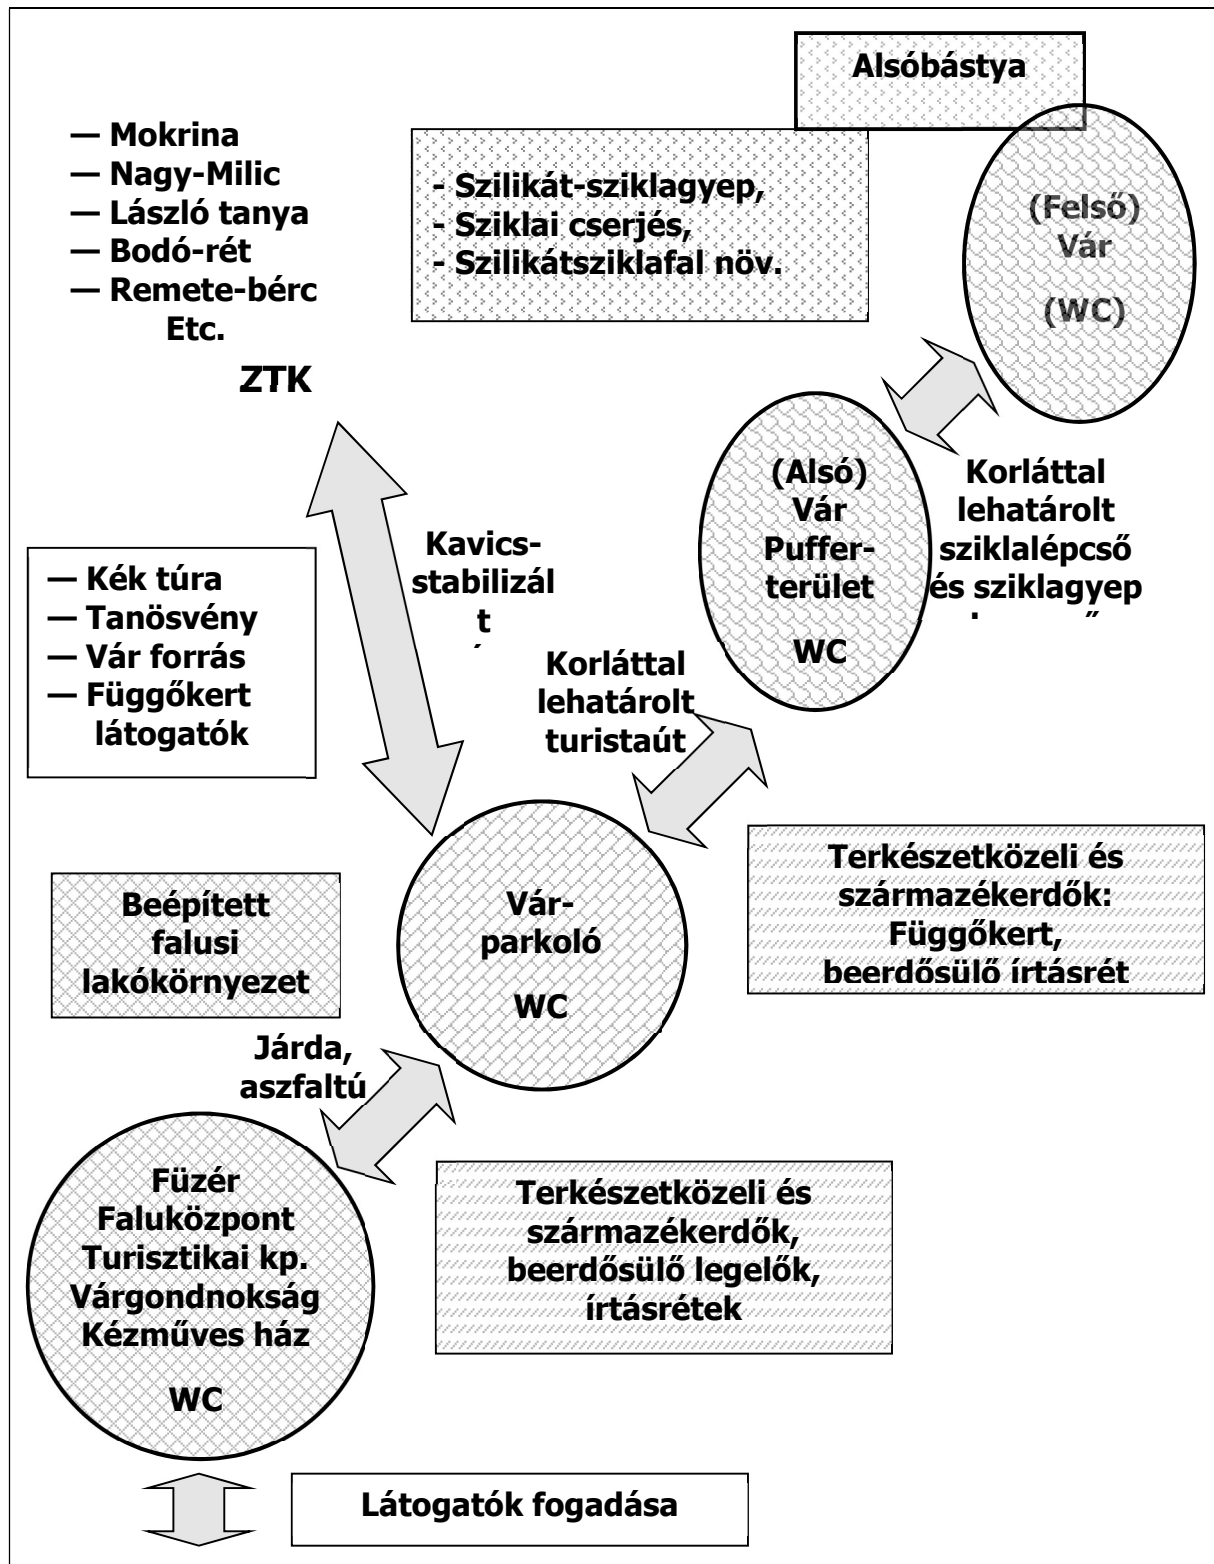 Alsóbástya
— Mokrina
— Nagy-Milic
— László tanya
— Bodó-rét
— Remete-bérc
Etc.
ZTK
- Szilikát-sziklagyep,
- Sziklai cserjés,
- Szilikátsziklafal növ.
(Felső)
Vár
(WC)
(Alsó)
Vár
Puffer-
terület
WC
Korláttal
lehatárolt
sziklalépcső
és sziklagyep
Kavics-
stabilizál
t
— Kék túra
— Tanösvény
— Vár forrás
— Függőkert
látogatók
Korláttal
lehatárolt
turistaút
Vár-
parkoló
WC
Terkészetközeli és
származékerdők:
Függőkert,
beerdősülő írtásrét
Beépített
falusi
lakókörnyezet
Járda,
aszfaltú
Füzér
Faluközpont
Turisztikai kp.
Várgondnokság
Kézműves ház
WC
Terkészetközeli és
származékerdők,
beerdősülő legelők,
írtásrétek
Látogatók fogadása